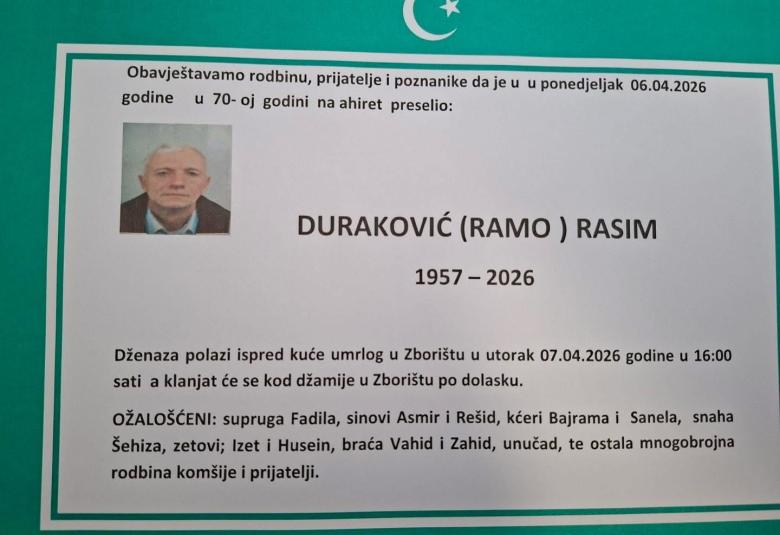 Obavještavamo rodbinu, prijatelje i poznanike da je u u ponedjeljak 06.04.2026
godine u 70- oj godini na ahiret preselio:
DURAKOVIĆ (RAMO ) RASIM
1957 – 2026
Dženaza polazi ispred kuće umrlog u Zborištu u utorak 07.04.2026 godine u 16:00
sati a klanjat će se kod džamije u Zborištu po dolasku.
OŽALOŠĆENI: supruga Fadila, sinovi Asmir i Rešid, kćeri Bajrama i Sanela, snaha
Šehiza, zetovi; Izet i Husein, braća Vahid i Zahid, unučad, te ostala mnogobrojna
rodbina komšije i prijatelji.